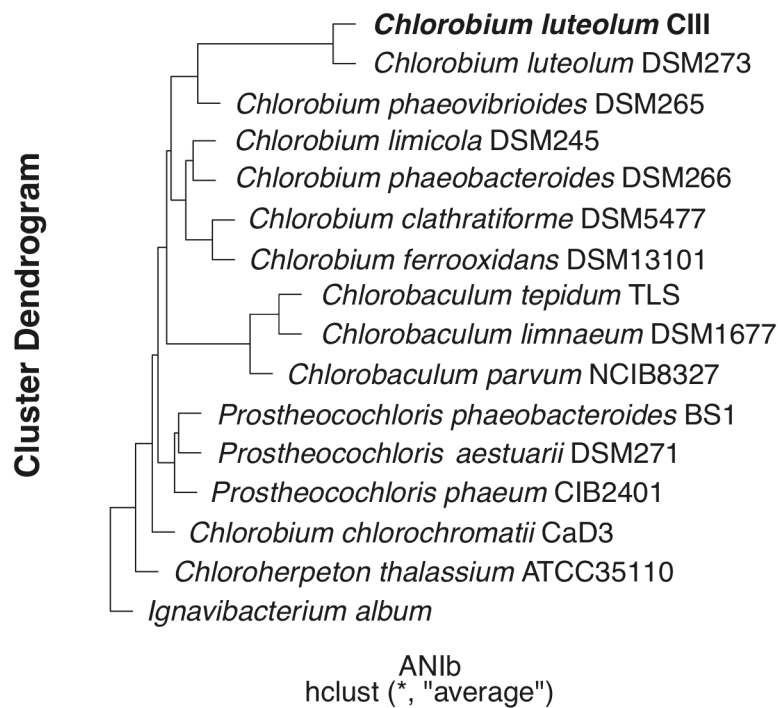 Cluster Dendrogram
Chlorobium luteolum CIII
Chlorobium luteolum DSM273
Chlorobium phaeovibrioides DSM265
Chlorobium limicola DSM245
Chlorobium phaeobacteroides DSM266
Chlorobium clathratiforme DSM5477
Chlorobium ferrooxidans DSM13101
Chlorobaculum tepidum TLS
Chlorobaculum limnaeum DSM1677
Chlorobaculum parvum NCIB8327
Prostheocochloris phaeobacteroides BS1
Prostheocochloris aestuarii DSM271
Prostheocochloris phaeum CIB2401
Chlorobium chlorochromatii CaD3
Chloroherpeton thalassium ATCC35110
Ignavibacterium album
ANIb
hclust (*, "average")